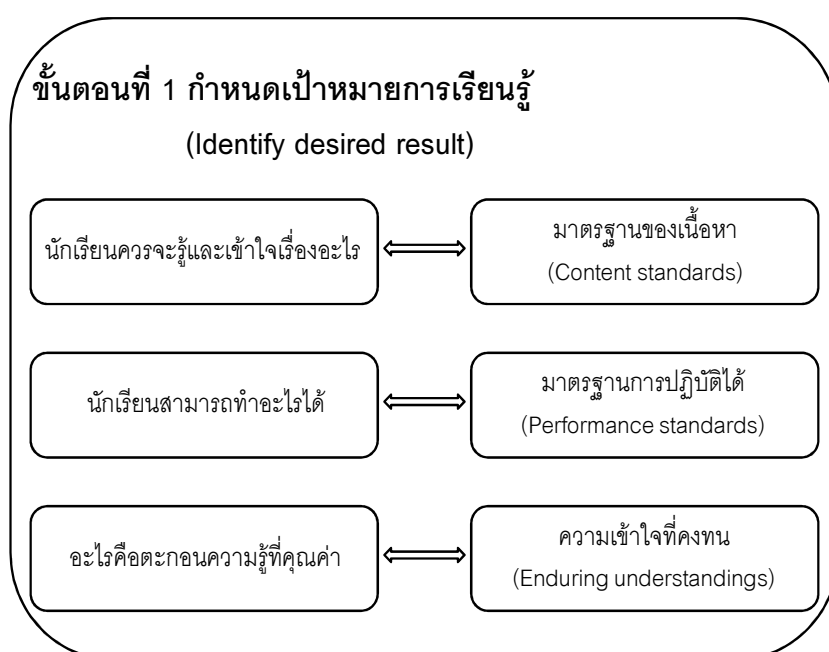 ขั้นตอนที่ 1 กำหนดเป้าหมายการเรียนรู้
(Identify desired result)
นักเรียนควรจะรู้และเข้าใจเรื่องอะไร
มาตรฐานของเนื้อหา
(Content standards)
นักเรียนสามารถทำอะไรได้
มาตรฐานการปฏิบัติได้
(Performance standards)
อะไรคือตะกอนความรู้ที่คุณค่า
ความเข้าใจที่คงทน
(Enduring understandings)